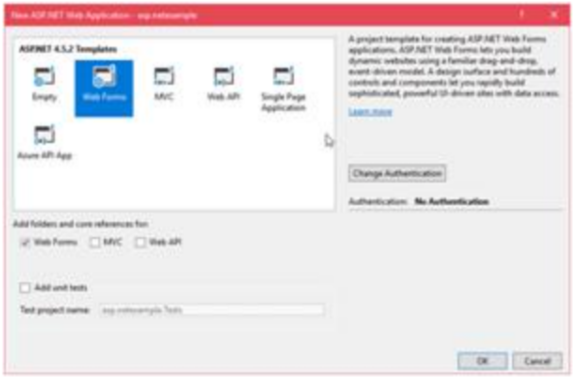 New ASP.NET Web Application - asp.netexample
ASP.NET 4.5.2 Templates
Empty
Web Forms
MVC
Web API
Single Page
Application
Azure API App
A project template for creating ASP.NET Web Forms
applications. ASP.NET Web Forms lets you build
dynamic websites using a familiar drag-and-drop,
event-driven model. A design surface and hundreds of
controls and components let you rapidly build
sophisticated, powerful UI-driven sites with data access.
Learn more
Change Authentication
Authentication: No Authentication
Add folders and core references for:
Web Forms MVC Web API
Add unit tests
Test project name: asp.netexample.Tests
OK Cancel